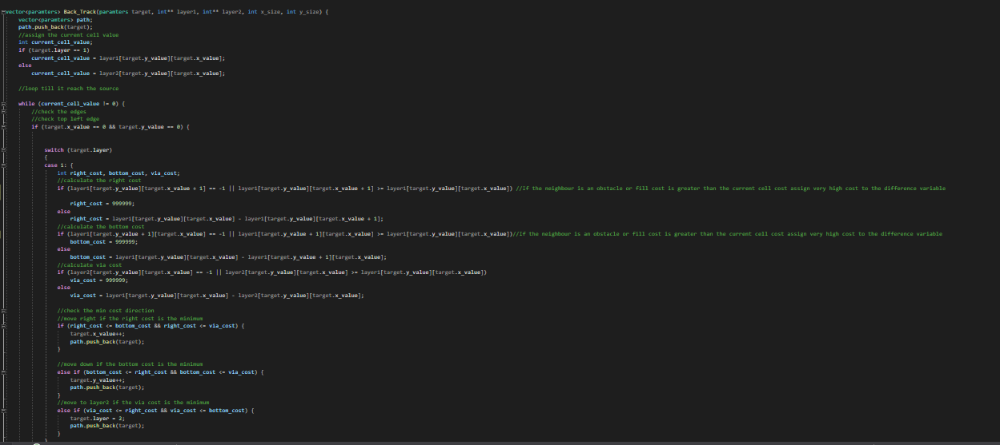 vector<paramters> Back_Track(paramters target, int** layer1, int** layer2, int x_size, int y_size) {
vector<paramters> path;
path.push_back(target);
//assign the current cell value
int current_cell_value;
if (target.layer == 1)
current_cell_value = layer1[target.y_value][target.x_value];
else
current_cell_value = layer2[target.y_value][target.x_value];
//loop till it reach the source
while (current_cell_value != 0) {
//check the edges
//check top left edge
if (target.x_value == 0 && target.y_value == 0) {
switch (target.layer)
{
case 1: {
int right_cost, bottom_cost, via_cost;
//calculate the right cost
if (layer1[target.y_value][target.x_value + 1] == -1 || layer1[target.y_value][target.x_value + 1] >= layer1[target.y_value][target.x_value]) //If the neighbour is an obstacle or fill cost is greater than the current cell cost assign very high cost to the difference variable
right_cost = 999999;
else
right_cost = layer1[target.y_value][target.x_value] - layer1[target.y_value][target.x_value + 1];
//calculate the bottom cost
if (layer1[target.y_value + 1][target.x_value] == -1 || layer1[target.y_value + 1][target.x_value] >= layer1[target.y_value][target.x_value])//If the neighbour is an obstacle or fill cost is greater than the current cell cost assign very high cost to the difference variable
bottom_cost = 999999;
else
bottom_cost = layer1[target.y_value][target.x_value] - layer1[target.y_value + 1][target.x_value];
//calculate via cost
if (layer2[target.y_value][target.x_value] == -1 || layer2[target.y_value][target.x_value] >= layer1[target.y_value][target.x_value])
via_cost = 999999;
else
via_cost = layer1[target.y_value][target.x_value] - layer2[target.y_value][target.x_value];
//check the mim cost direction
//move right if the right cost is the minimum
if (right_cost <= bottom_cost && right_cost <= via_cost) {
target.x_value++;
path.push_back(target);
}
//move down if the bottom cost is the minimum
else if (bottom_cost <= right_cost && bottom_cost <= via_cost) {
target.y_value++;
path.push_back(target);
}
//move to layer2 if the via cost is the minimum
else if (via_cost <= right_cost && via_cost <= bottom_cost) {
target.layer = 2;
path.push_back(target);
}
}